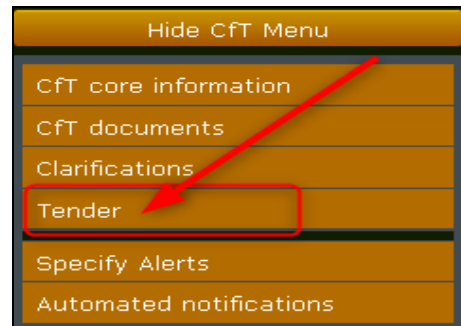 Hide CfT Menu
CfT core information
CfT documents
Clarifications
Tender
Specify Alerts
Automated notifications